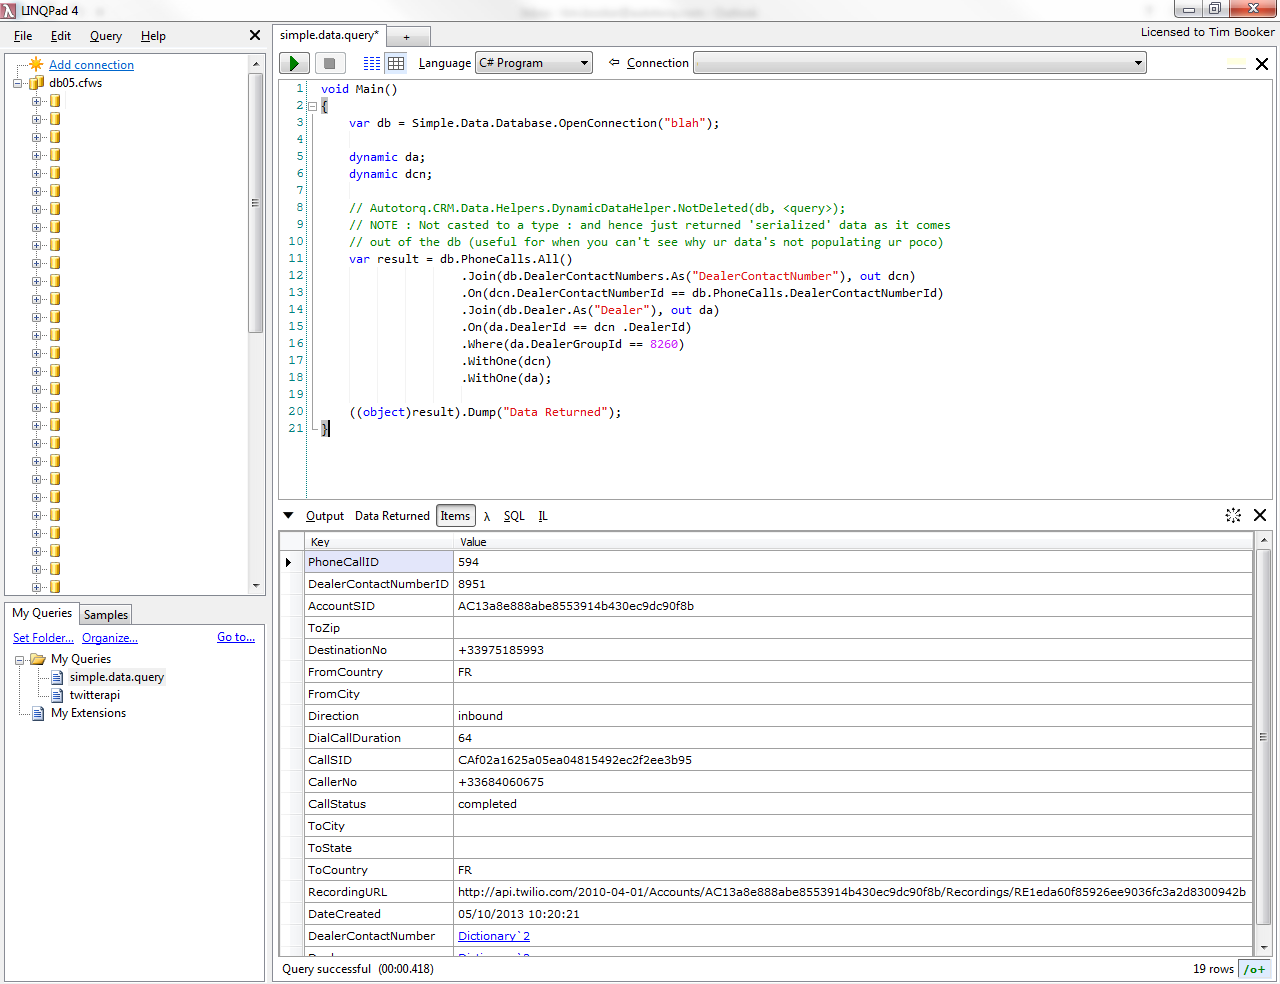 LINQPad 4
File Edit Query Help
Add connection
db05.cfws
My Queries Samples
Set Folder... Organize... Go to...
My Queries
simple.data.query
twitterapi
My Extensions
simple.data.query* +
Licensed to Tim Booker
Language C# Program Connection
1 void Main()
2 {
3 var db = Simple.Data.Database.OpenConnection("blah");
4
5 dynamic da;
6 dynamic dcn;
7
8 // Autotorq.CRM.Data.Helpers.DynamicDataHelper.NotDeleted(db, <query>);
9 // NOTE : Not casted to a type : and hence just returned 'serialized' data as it comes
10 // out of the db (useful for when you can't see why ur data's not populating ur poco)
11 var result = db.PhoneCalls.All()
12 .Join(db.DealerContactNumbers.As("DealerContactNumber"), out dcn)
13 .On(dcn.DealerContactNumberId == db.PhoneCalls.DealerContactNumberId)
14 .Join(db.Dealer.As("Dealer"), out da)
15 .On(da.DealerId == dcn .DealerId)
16 .Where(da.DealerGroupId == 8260)
17 .WithOne(dcn)
18 .WithOne(da);
19
20 ((object)result).Dump("Data Returned");
21 }
Output Data Returned Items λ SQL IL
Key Value
PhoneCallID 594
DealerContactNumberID 8951
AccountSID AC13a8e888abe8553914b430ec9dc90f8b
ToZip
DestinationNo +33975185993
FromCountry FR
FromCity
Direction inbound
DialCallDuration 64
CallSID CAf02a1625a05ea04815492ec2f2ee3b95
CallerNo +33684060675
CallStatus completed
ToCity
ToState
ToCountry FR
RecordingURL http://api.twilio.com/2010-04-01/Accounts/AC13a8e888abe8553914b430ec9dc90f8b/Recordings/RE1eda60f85926ee9036fc3a2d8300942b
DateCreated 05/10/2013 10:20:21
DealerContactNumber Dictionary`2
Query successful (00:00.418)
19 rows /o+